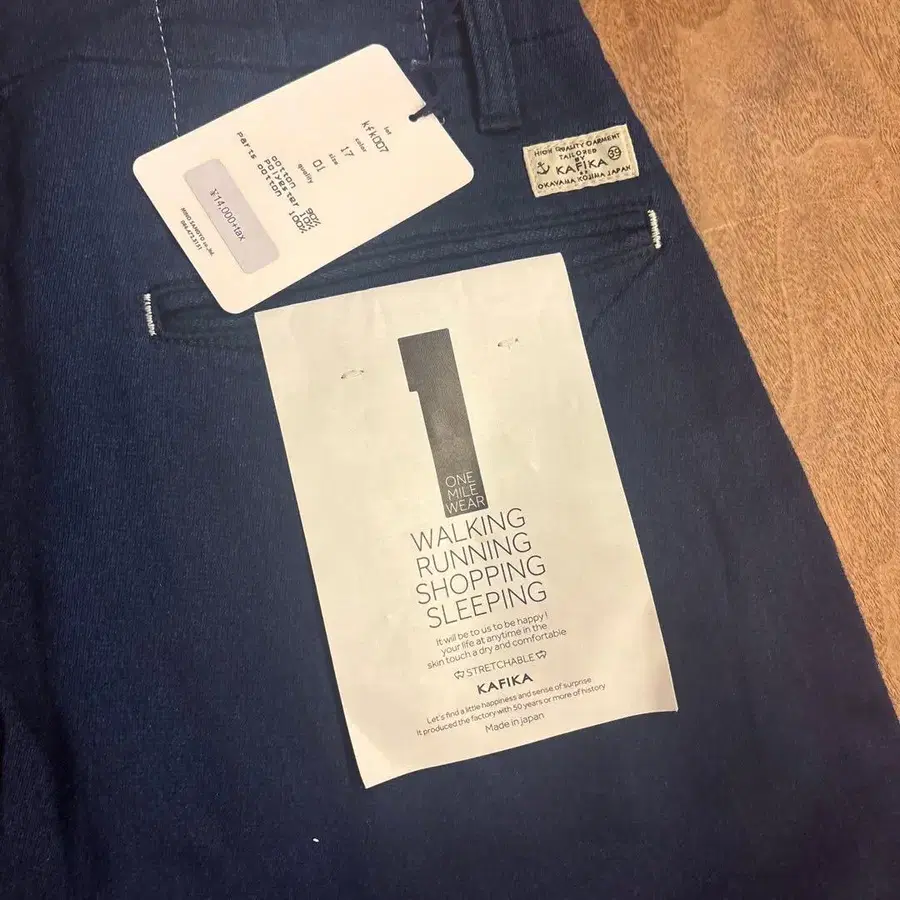 lot
kfk007
color
17
size
01
quality
cotton 90%
polyester 10%
Parts cotton 100%
¥14,000+tax
HIGH QUALITY GARMENT
TAILORED
BY
KAFIKA
OKAYAMA KOJIMA JAPAN
1
ONE
MILE
WEAR
WALKING
RUNNING
SHOPPING
SLEEPING
It will be to us to be happy!
your life at anytime in the
skin touch a dry and comfortable
STRETCHABLE
KAFIKA
Let's find a little happiness and sense of surprise
It produced the factory with 50 years or more of history
Made in japan